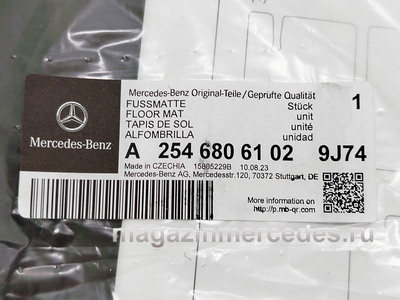 Mercedes-Benz
Mercedes-Benz Original-Teile/Geprüfte Qualität
FUSSMATTE Stück 1
FLOOR MAT unit
TAPIS DE SOL unité
ALFOMBRILLA unidad
A 254 680 61 02 9J74
Made in CZECHIA 15805229B 10.08.23
Mercedes-Benz AG, Mercedesstr.120, 70372 Stuttgart, DE
More information on
http://p.mb-qr.com/
magazinmercedes.ru